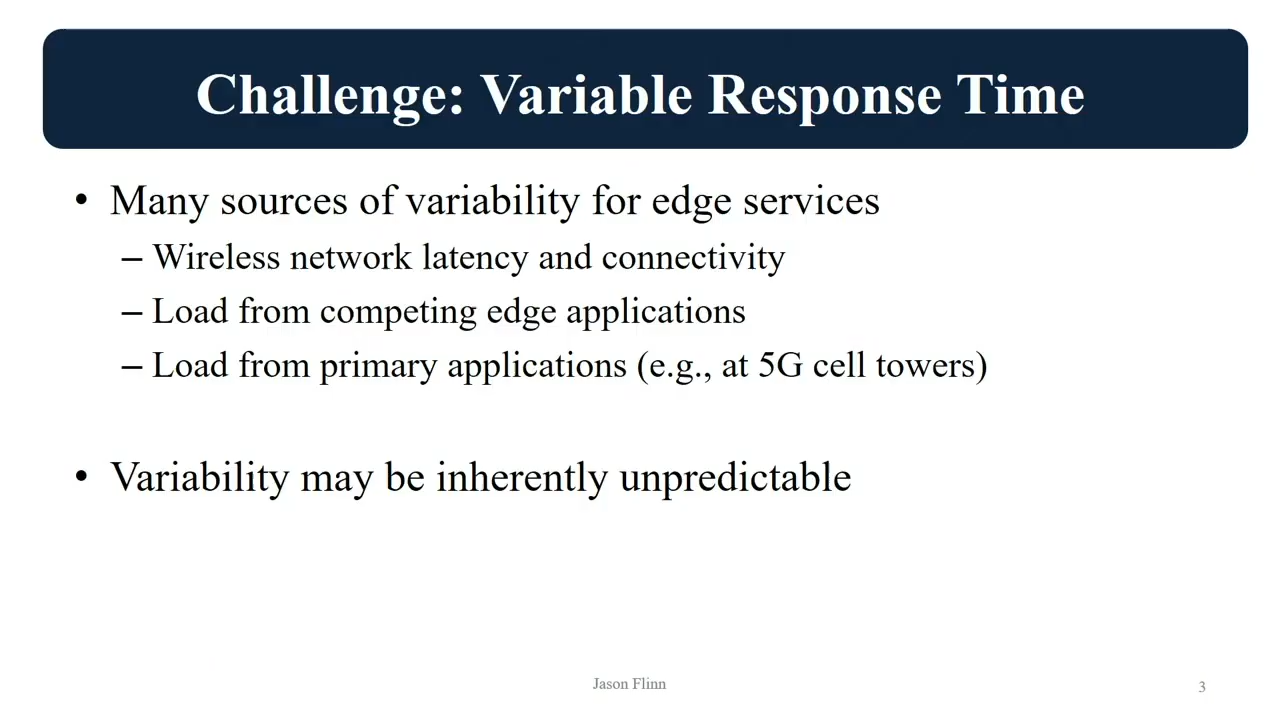 Challenge: Variable Response Time
• Many sources of variability for edge services
– Wireless network latency and connectivity
– Load from competing edge applications
– Load from primary applications (e.g., at 5G cell towers)
• Variability may be inherently unpredictable
Jason Flinn
3